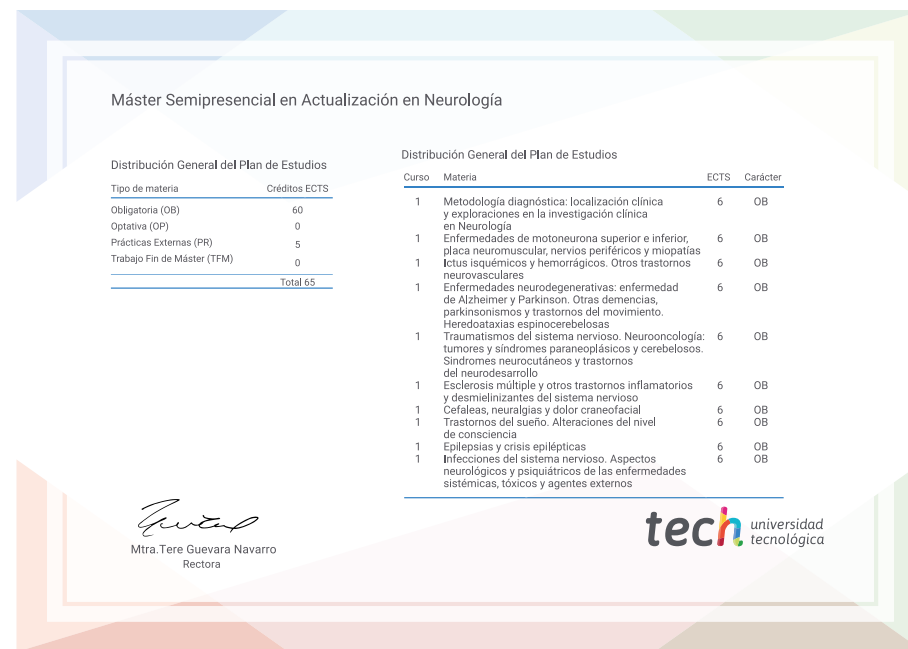 Máster Semipresencial en Actualización en Neurología
Distribución General del Plan de Estudios
Tipo de materia Créditos ECTS
Obligatoria (OB) 60
Optativa (OP) 0
Prácticas Externas (PR) 5
Trabajo Fin de Máster (TFM) 0
Total 65
Distribución General del Plan de Estudios
Curso Materia ECTS Carácter
1 Metodología diagnóstica: localización clínica 6 OB
y exploraciones en la investigación clínica
en Neurología
1 Enfermedades de motoneurona superior e inferior, 6 OB
placa neuromuscular, nervios periféricos y miopatías
1 Ictus isquémicos y hemorrágicos. Otros trastornos 6 OB
neurovasculares
1 Enfermedades neurodegenerativas: enfermedad 6 OB
de Alzheimer y Parkinson. Otras demencias,
parkinsonismos y trastornos del movimiento.
Heredoataxias espinocerebelosas
1 Traumatismos del sistema nervioso. Neurooncología: 6 OB
tumores y síndromes paraneoplásicos y cerebelosos.
Sindromes neurocutáneos y trastornos
del neurodesarrollo
1 Esclerosis múltiple y otros trastornos inflamatorios 6 OB
y desmielinizantes del sistema nervioso
1 Cefaleas, neuralgias y dolor craneofacial 6 OB
1 Trastornos del sueño. Alteraciones del nivel 6 OB
de consciencia
1 Epilepsias y crisis epilépticas 6 OB
1 Infecciones del sistema nervioso. Aspectos 6 OB
neurológicos y psiquiátricos de las enfermedades
sistémicas, tóxicos y agentes externos
Mtra.Tere Guevara Navarro
Rectora
tech universidad
tecnológica